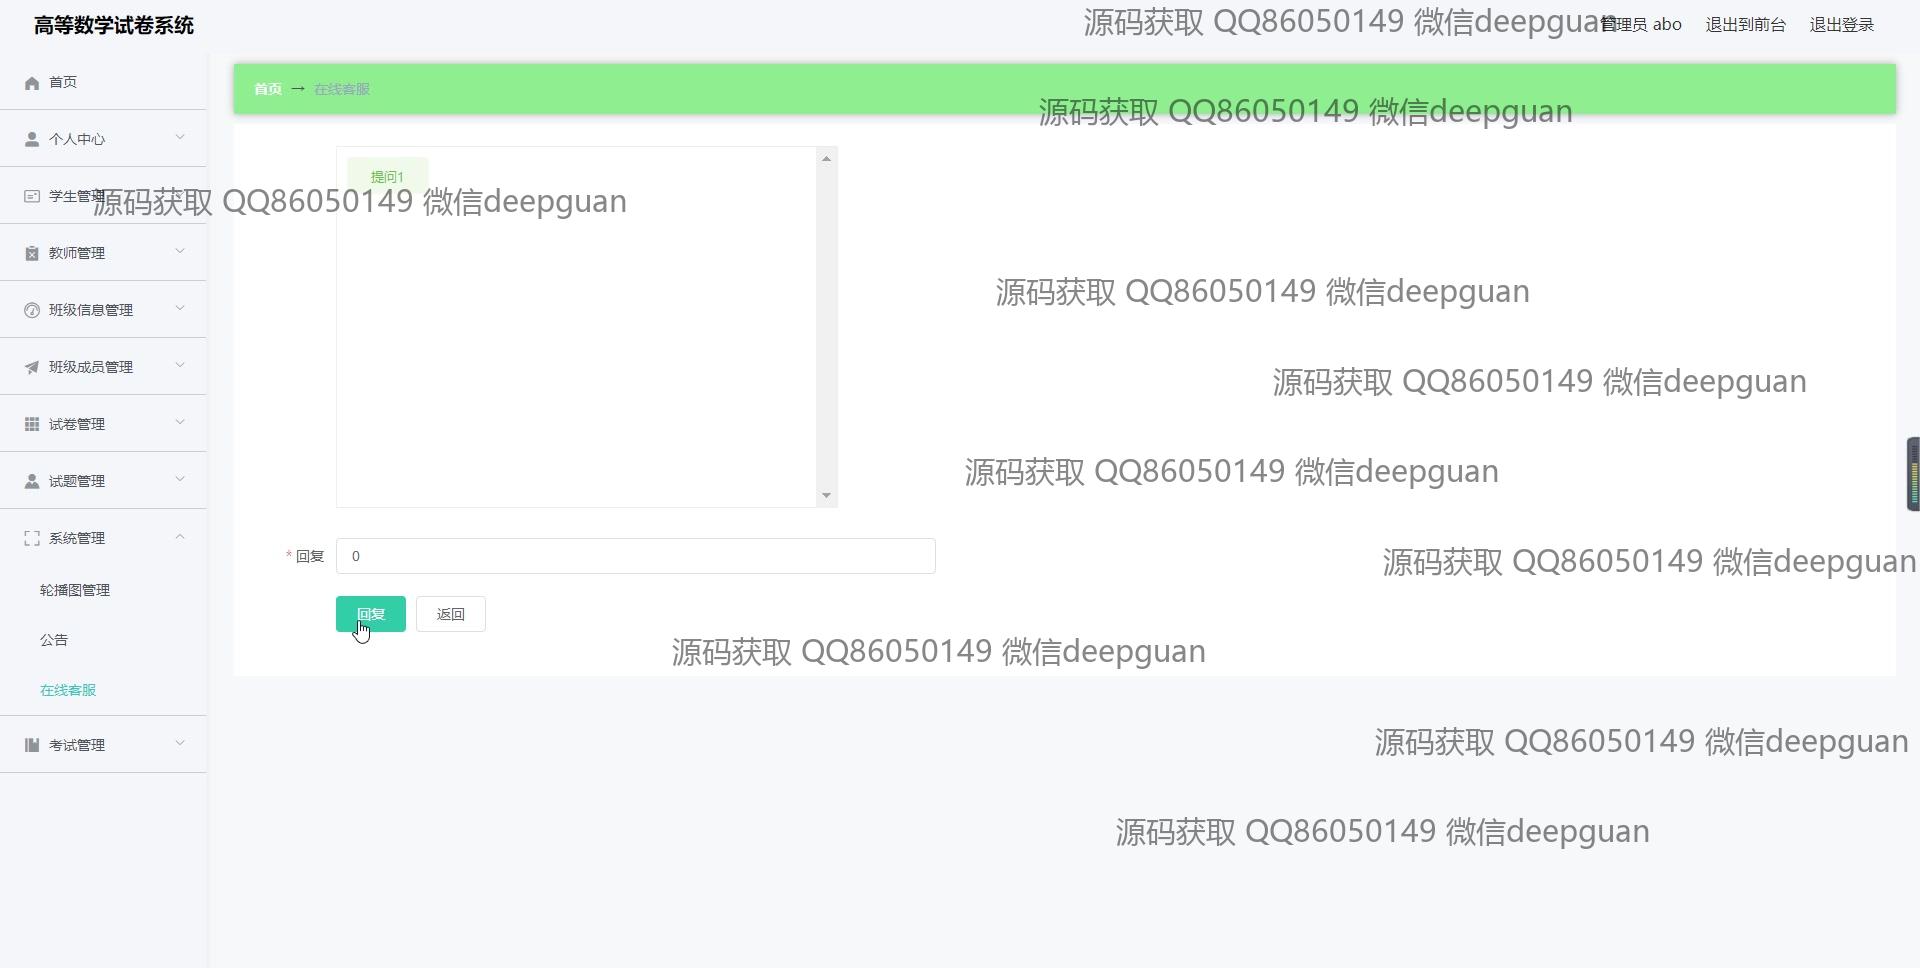 高等数学试卷系统
源码获取 QQ86050149 微信deepguan
管理员 abo
退出到前台
退出登录
首页
个人中心
学生管理
教师管理
班级信息管理
班级成员管理
试卷管理
试题管理
系统管理
轮播图管理
公告
在线客服
考试管理
首页 → 在线客服
源码获取 QQ86050149 微信deepguan
提问1
源码获取 QQ86050149 微信deepguan
源码获取 QQ86050149 微信deepguan
源码获取 QQ86050149 微信deepguan
源码获取 QQ86050149 微信deepguan
* 回复 0
源码获取 QQ86050149 微信deepguan
回复 返回
源码获取 QQ86050149 微信deepguan
源码获取 QQ86050149 微信deepguan
源码获取 QQ86050149 微信deepguan